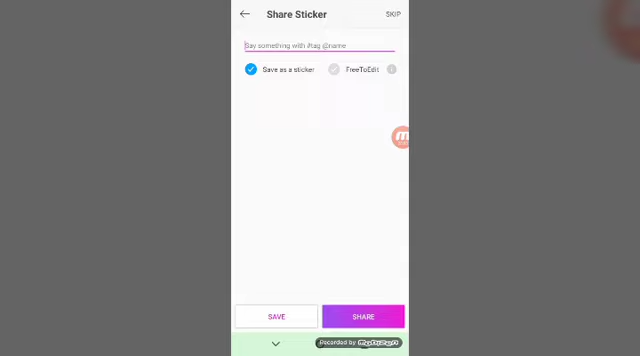 Share Sticker
SKIP
Say something with #tag @name
Save as a sticker
FreeToEdit
SAVE
SHARE
Recorded by